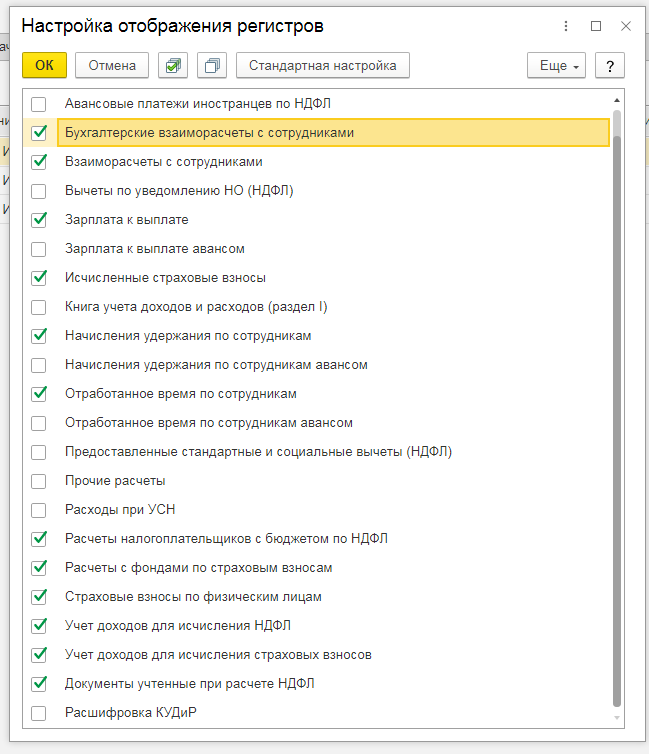 Настройка отображения регистров
ОК Отмена Стандартная настройка Еще ?
Авансовые платежи иностранцев по НДФЛ
Бухгалтерские взаиморасчеты с сотрудниками
Взаиморасчеты с сотрудниками
Вычеты по уведомлению НО (НДФЛ)
Зарплата к выплате
Зарплата к выплате авансом
Исчисленные страховые взносы
Книга учета доходов и расходов (раздел I)
Начисления удержания по сотрудникам
Начисления удержания по сотрудникам авансом
Отработанное время по сотрудникам
Отработанное время по сотрудникам авансом
Предоставленные стандартные и социальные вычеты (НДФЛ)
Прочие расчеты
Расходы при УСН
Расчеты налогоплательщиков с бюджетом по НДФЛ
Расчеты с фондами по страховым взносам
Страховые взносы по физическим лицам
Учет доходов для исчисления НДФЛ
Учет доходов для исчисления страховых взносов
Документы учтенные при расчете НДФЛ
Расшифровка КУДиР